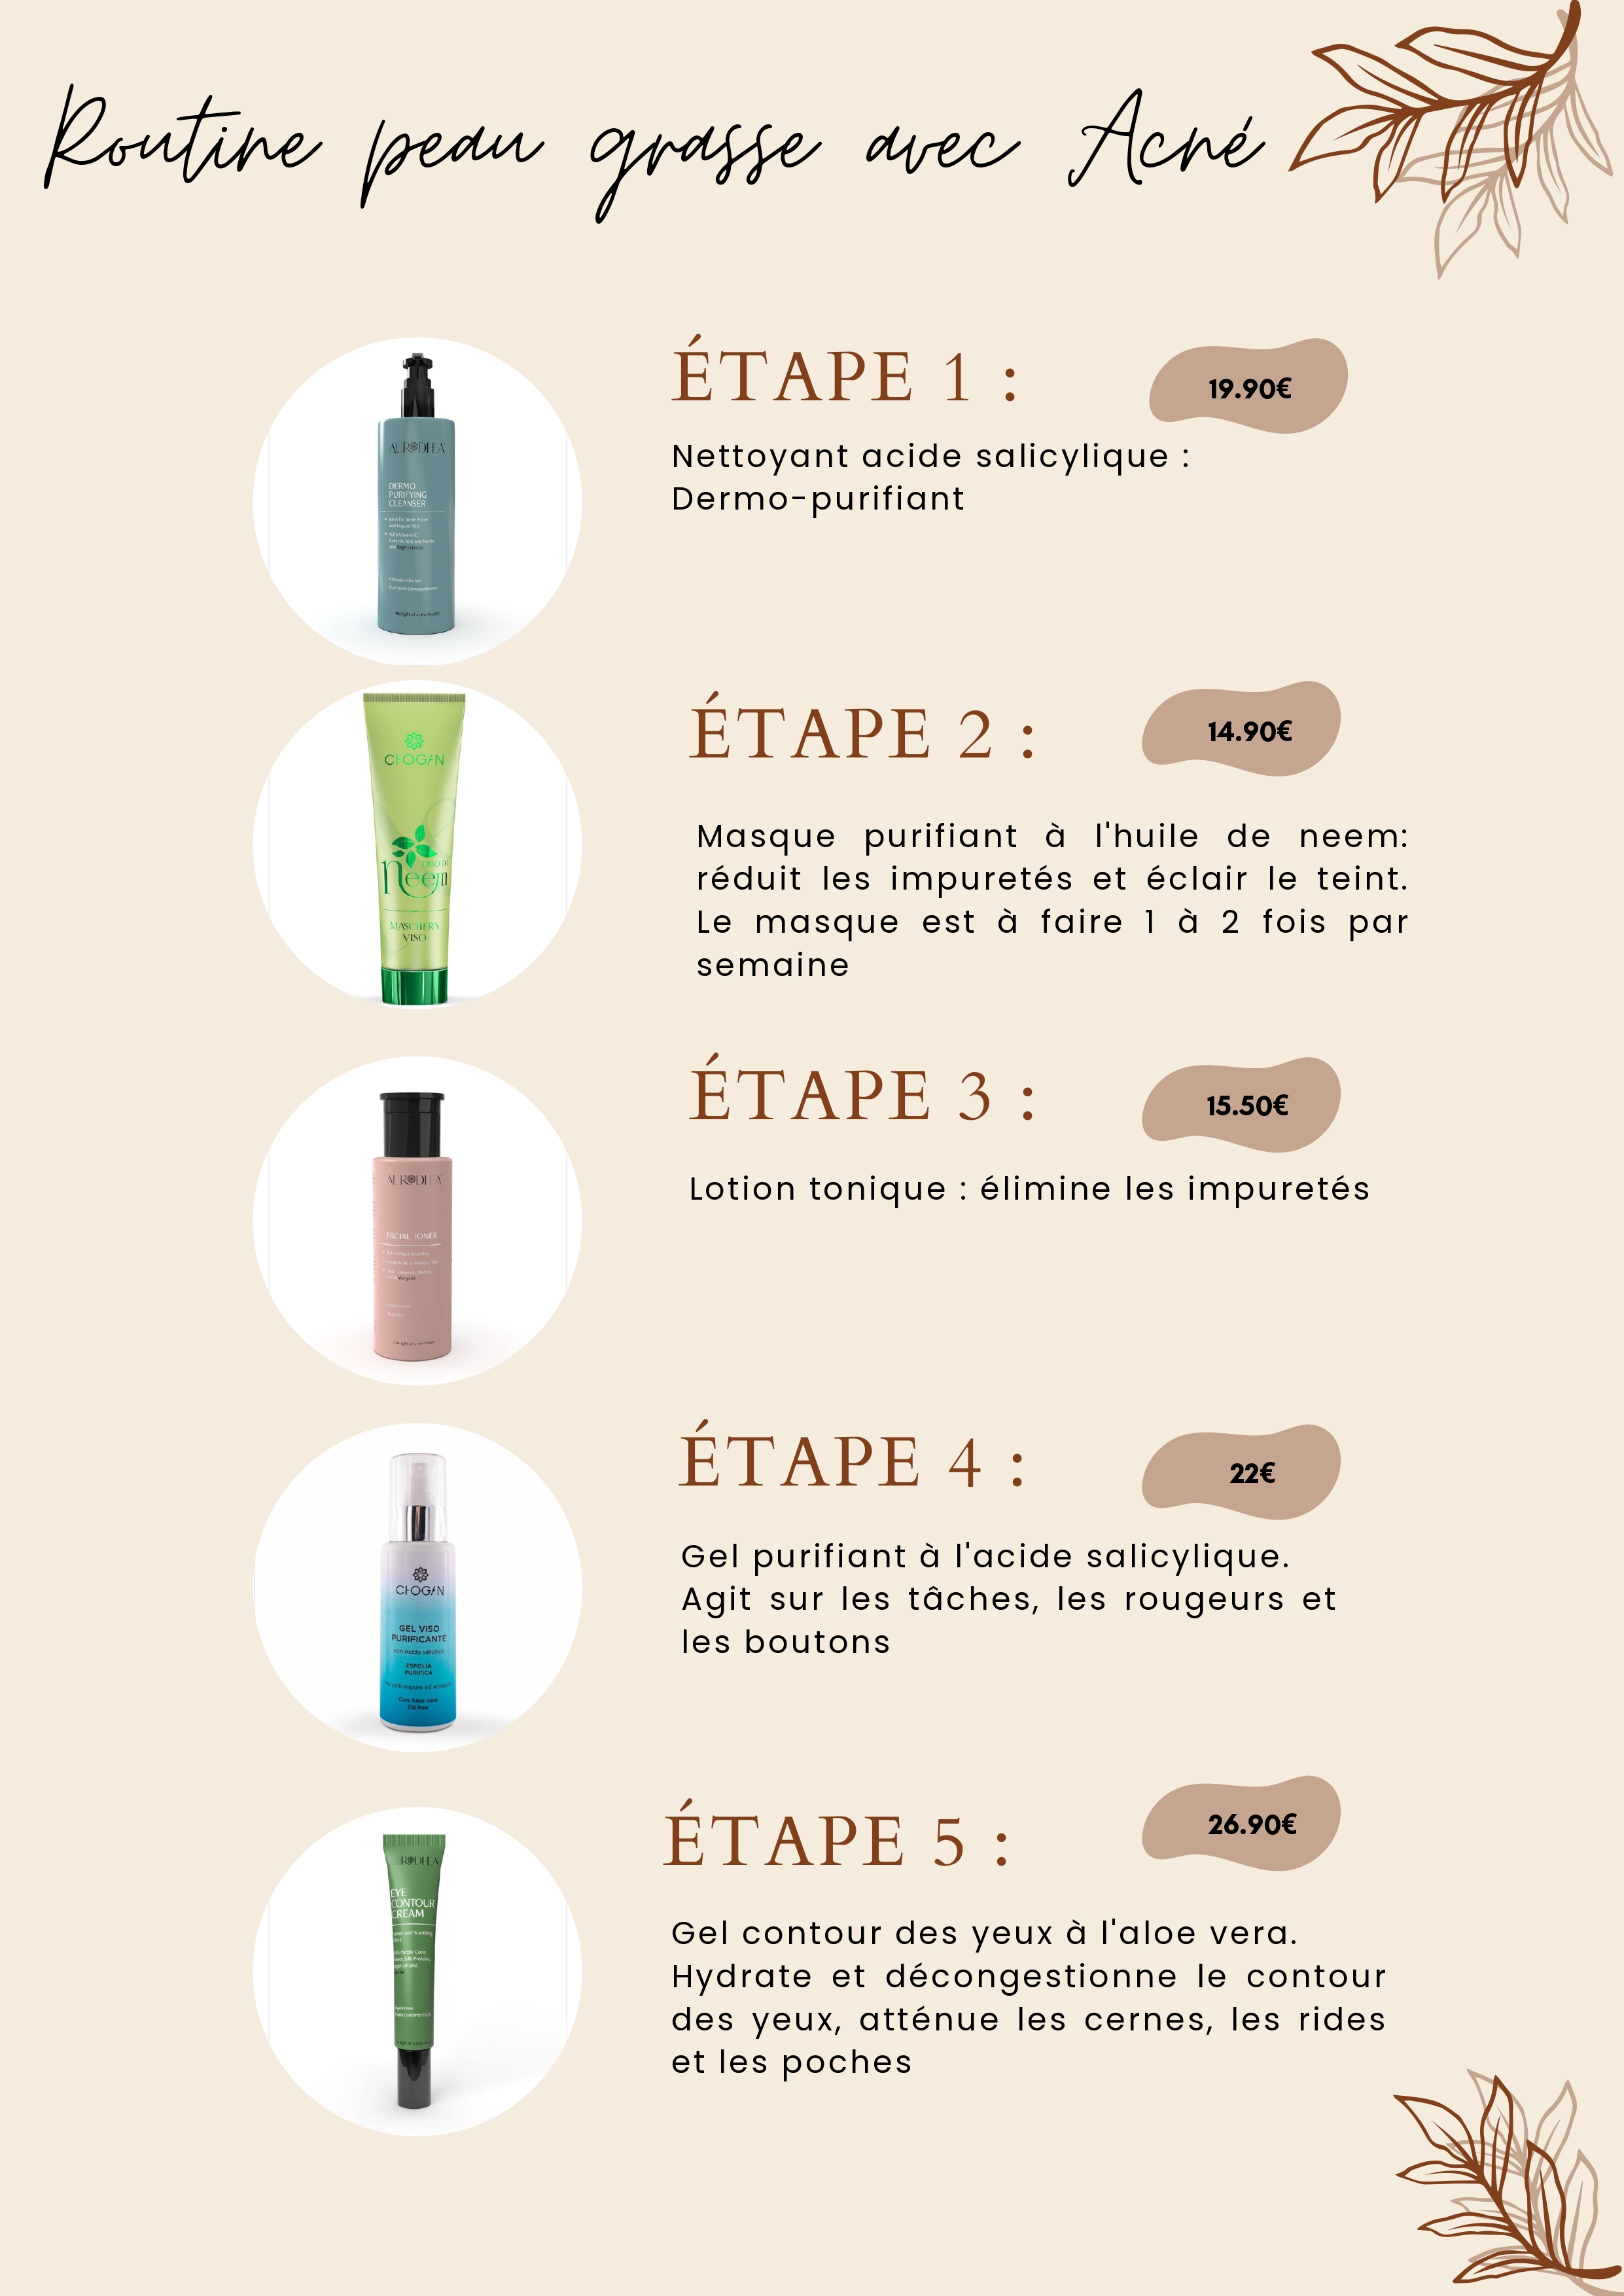 Routine peau grasse avec Acné
ÉTAPE 1 :
19.90€
Nettoyant acide salicylique :
Dermo-purifiant
AURODHEA
DERMO
PURIFYING
CLEANSER
ÉTAPE 2 :
14.90€
Masque purifiant à l'huile de neem:
réduit les impuretés et éclair le teint.
Le masque est à faire 1 à 2 fois par
semaine
CHOGAN
Neem
MASCHERA
VISO
ÉTAPE 3 :
15.50€
Lotion tonique : élimine les impuretés
AURODHEA
FACIAL TONER
ÉTAPE 4 :
22€
Gel purifiant à l'acide salicylique.
Agit sur les tâches, les rougeurs et
les boutons
CHOGAN
GEL VISO
PURIFICANTE
con Acido salicilico
ESFOLIA
PURIFICA
Con Aloe vera
Oil free
ÉTAPE 5 :
26.90€
Gel contour des yeux à l'aloe vera.
Hydrate et décongestionne le contour
des yeux, atténue les cernes, les rides
et les poches
EYE
CONTOUR
CREAM